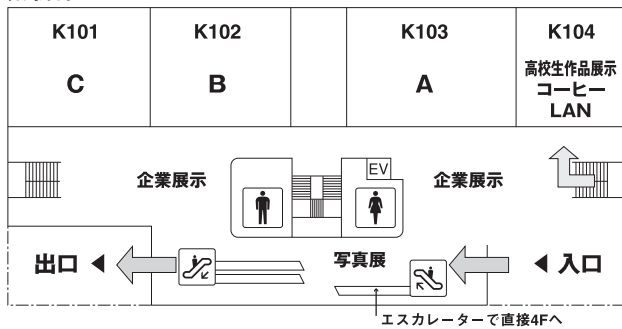 K101
C
K102
B
K103
A
K104
高校生作品展示
コーヒー
LAN
企業展示
EV
企業展示
出口 ◀
写真展
◀ 入口
エスカレーターで直接4Fへ